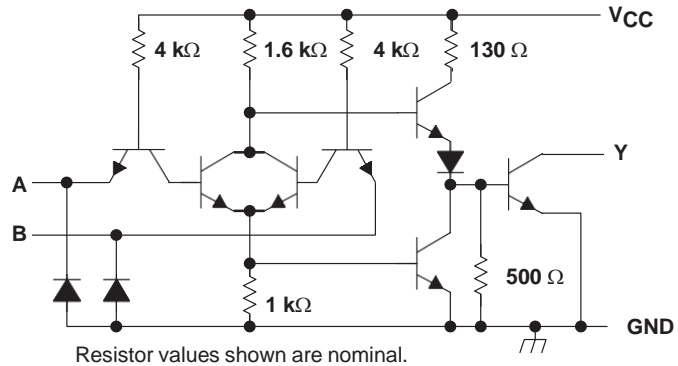 VCC
4 kΩ 1.6 kΩ 4 kΩ 130 Ω
A
Y
B
500 Ω
1 kΩ
GND
Resistor values shown are nominal.